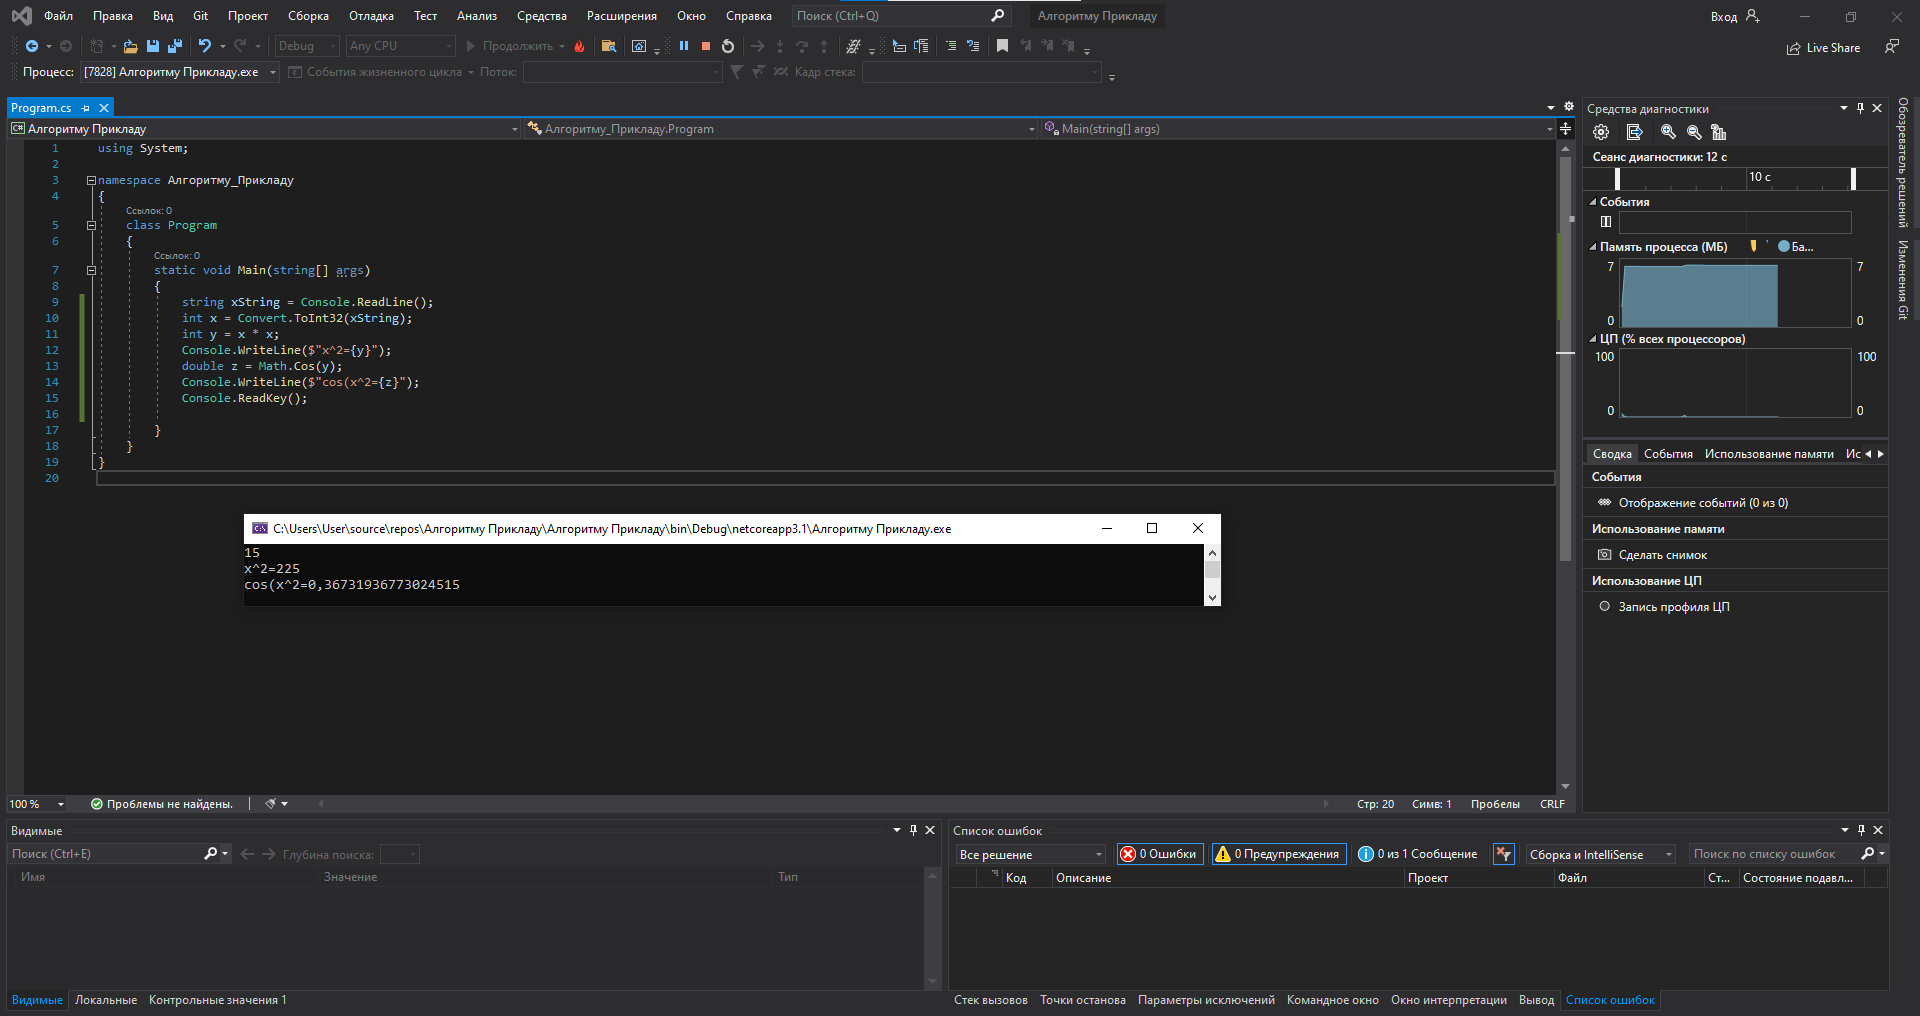 Файл Правка Вид Git Проект Сборка Отладка Тест Анализ Средства Расширения Окно Справка Поиск (Ctrl+Q) Алгоритму Прикладу Вход
Debug Any CPU Продолжить Live Share
Процесс: [7828] Алгоритму Прикладу.exe События жизненного цикла Поток: Кадр стека:
Program.cs
C# Алгоритму Прикладу Алгоритму_Прикладу.Program Main(string[] args)
1 using System;
2
3 namespace Алгоритму_Прикладу
4 {
Ссылок: 0
5 class Program
6 {
Ссылок: 0
7 static void Main(string[] args)
8 {
9 string xString = Console.ReadLine();
10 int x = Convert.ToInt32(xString);
11 int y = x * x;
12 Console.WriteLine($"x^2={y}");
13 double z = Math.Cos(y);
14 Console.WriteLine($"cos(x^2={z}");
15 Console.ReadKey();
16
17 }
18 }
19 }
20
C:\Users\User\source\repos\Алгоритму Прикладу\Алгоритму Прикладу\bin\Debug\netcoreapp3.1\Алгоритму Прикладу.exe
15
x^2=225
cos(x^2=0,36731936773024515
100 % Проблемы не найдены. Стр: 20 Симв: 1 Пробелы CRLF
Средства диагностики
Сеанс диагностики: 12 с
10 с
События
Память процесса (МБ) Ба...
7 7
0 0
ЦП (% всех процессоров)
100 100
0 0
Сводка События Использование памяти Ис
События
Отображение событий (0 из 0)
Использование памяти
Сделать снимок
Использование ЦП
Запись профиля ЦП
Обозреватель решений
Изменения Git
Видимые
Поиск (Ctrl+E) Глубина поиска:
Имя Значение Тип
Видимые Локальные Контрольные значения 1
Список ошибок
Все решение 0 Ошибки 0 Предупреждения 0 из 1 Сообщение Сборка и IntelliSense Поиск по списку ошибок
Код Описание Проект Файл Ст... Состояние подавл...
Стек вызовов Точки останова Параметры исключений Командное окно Окно интерпретации Вывод Список ошибок